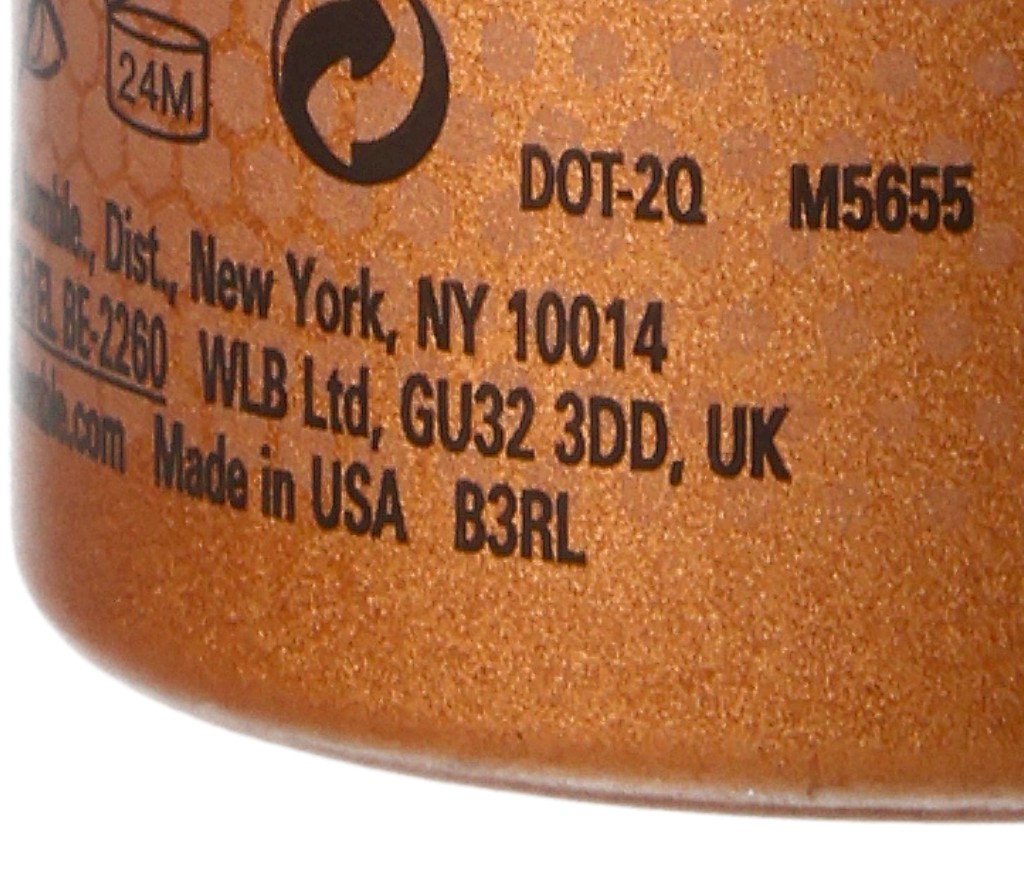 24M
DOT-2Q M5655
Dist., New York, NY 10014
BE-2260 WLB Ltd, GU32 3DD, UK
.com Made in USA B3RL